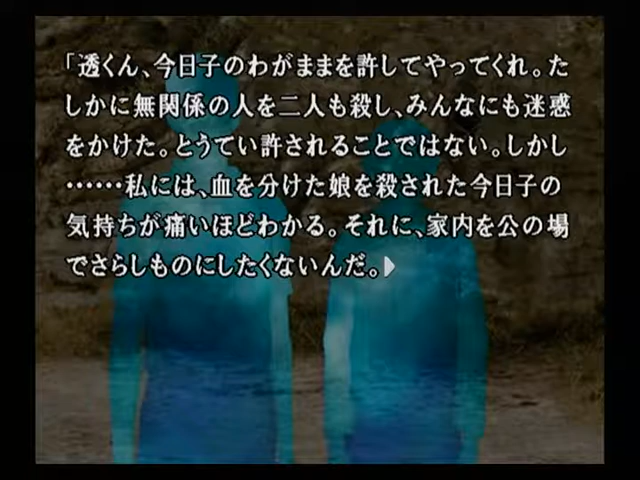 「透くん、今日子のわがままを許してやってくれ。た
しかに無関係の人を二人も殺し、みんなにも迷惑
をかけた。とうてい許されることではない。しかし
……私には、血を分けた娘を殺された今日子の
気持ちが痛いほどわかる。それに、家内を公の場
でさらしものにしたくないんだ。